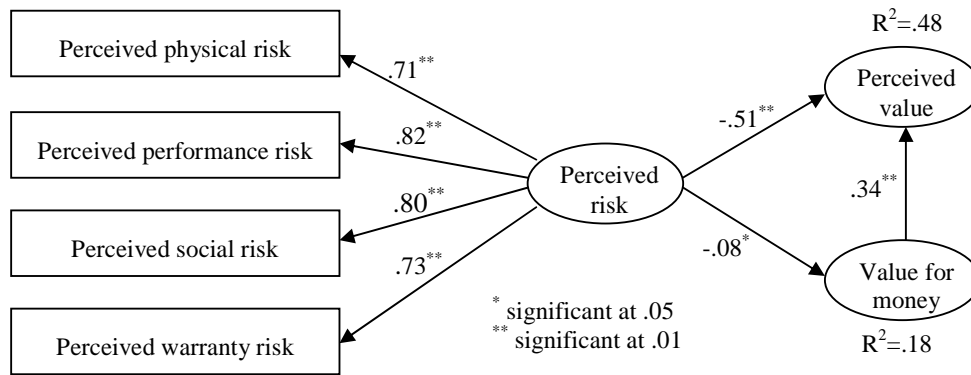 Perceived physical risk
Perceived performance risk
Perceived social risk
Perceived warranty risk
.71**
.82**
.80**
.73**
Perceived
risk
-.51**
-.08*
* significant at .05
** significant at .01
R²=.48
Perceived
value
.34**
Value for
money
R²=.18